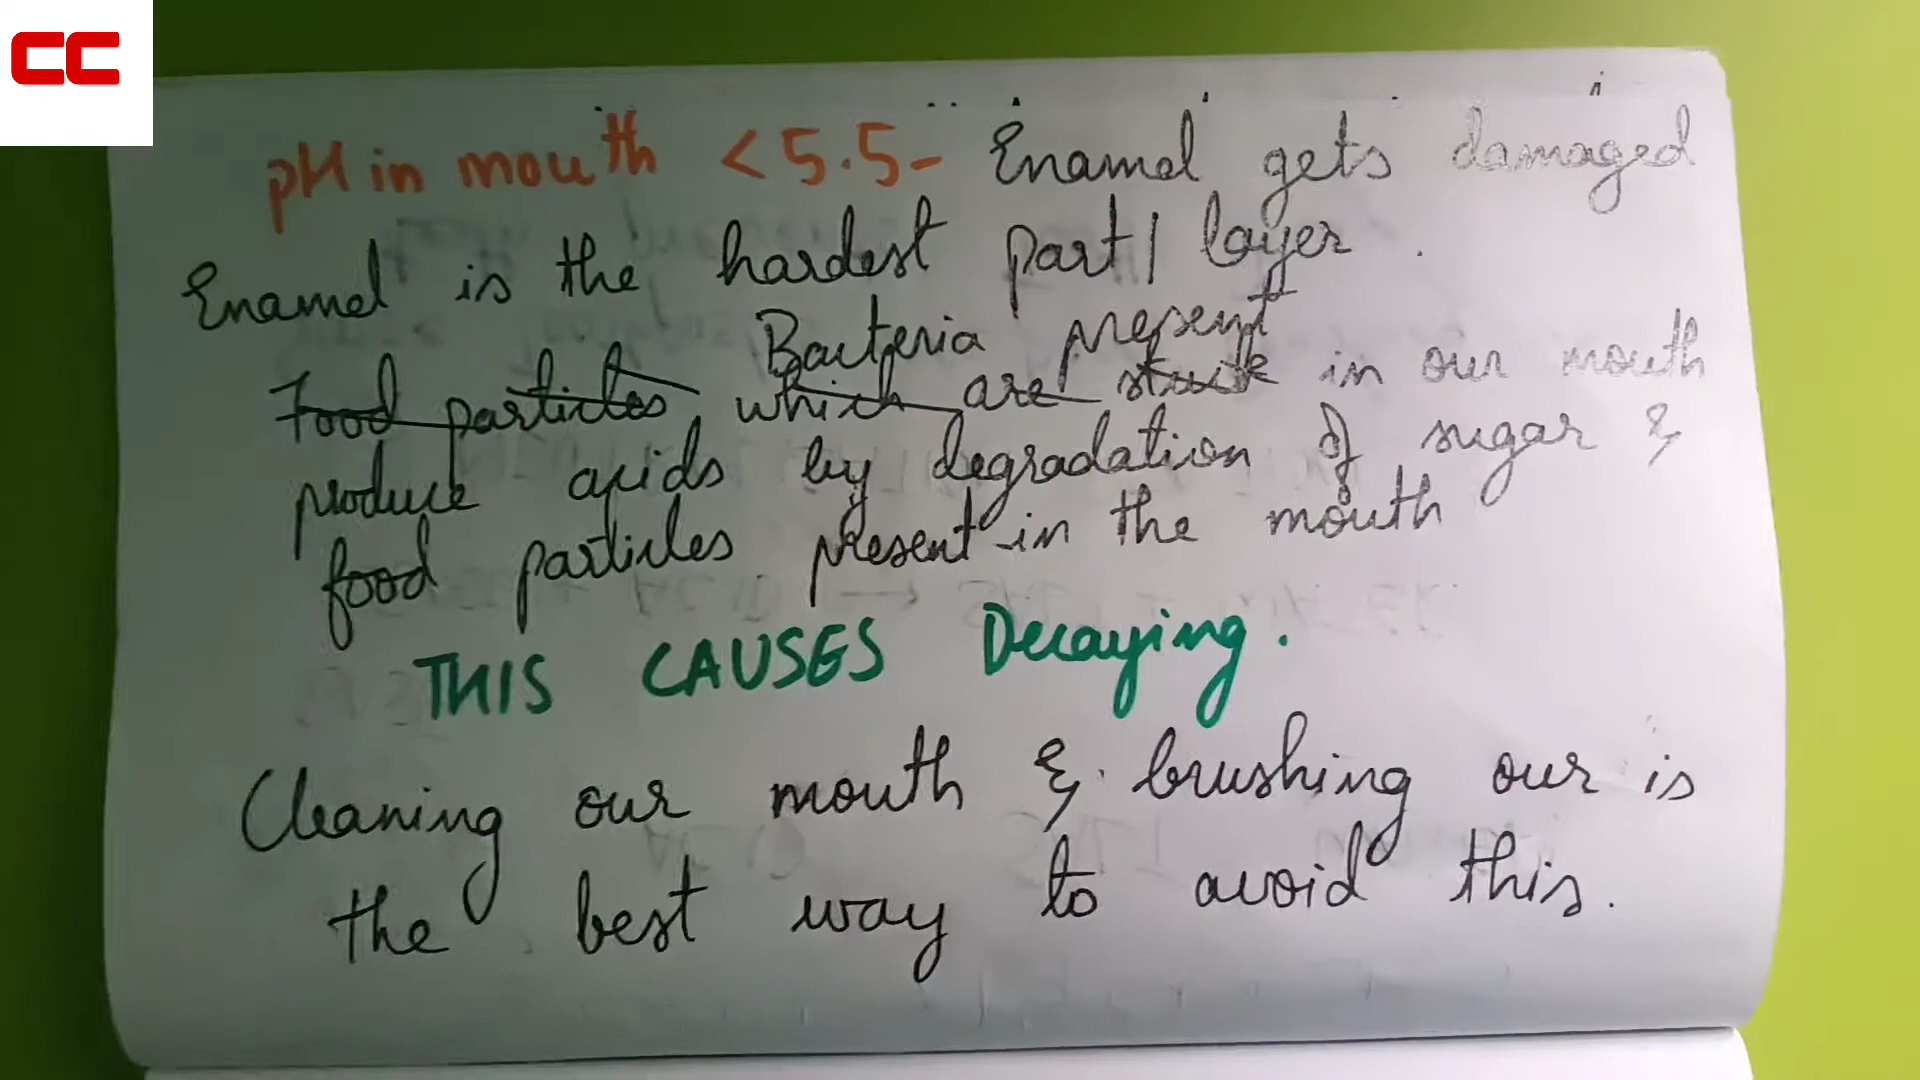 CC
pH in mouth < 5.5 - Enamel gets damaged
Enamel is the hardest part/ layer.
Bacteria present
Food particles, which are stuck in our mouth
produce acids by degradation of sugar &
food particles present in the mouth
THIS CAUSES Decaying.
Cleaning our mouth & brushing our is
the best way to avoid this.